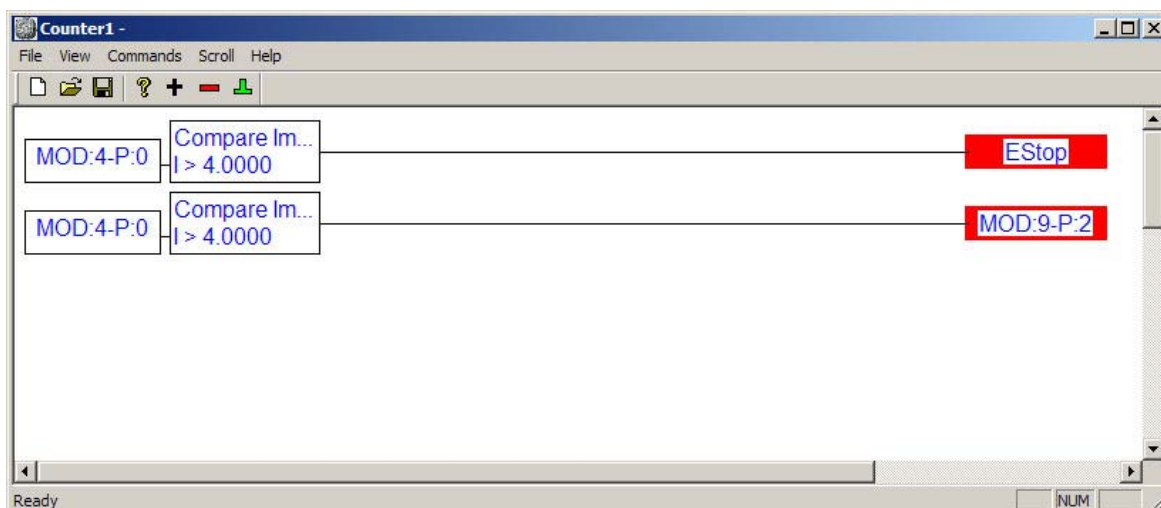 Counter1 -
File View Commands Scroll Help
MOD:4-P:0
Compare Im...
I > 4.0000
EStop
MOD:4-P:0
Compare Im...
I > 4.0000
MOD:9-P:2
Ready
NUM